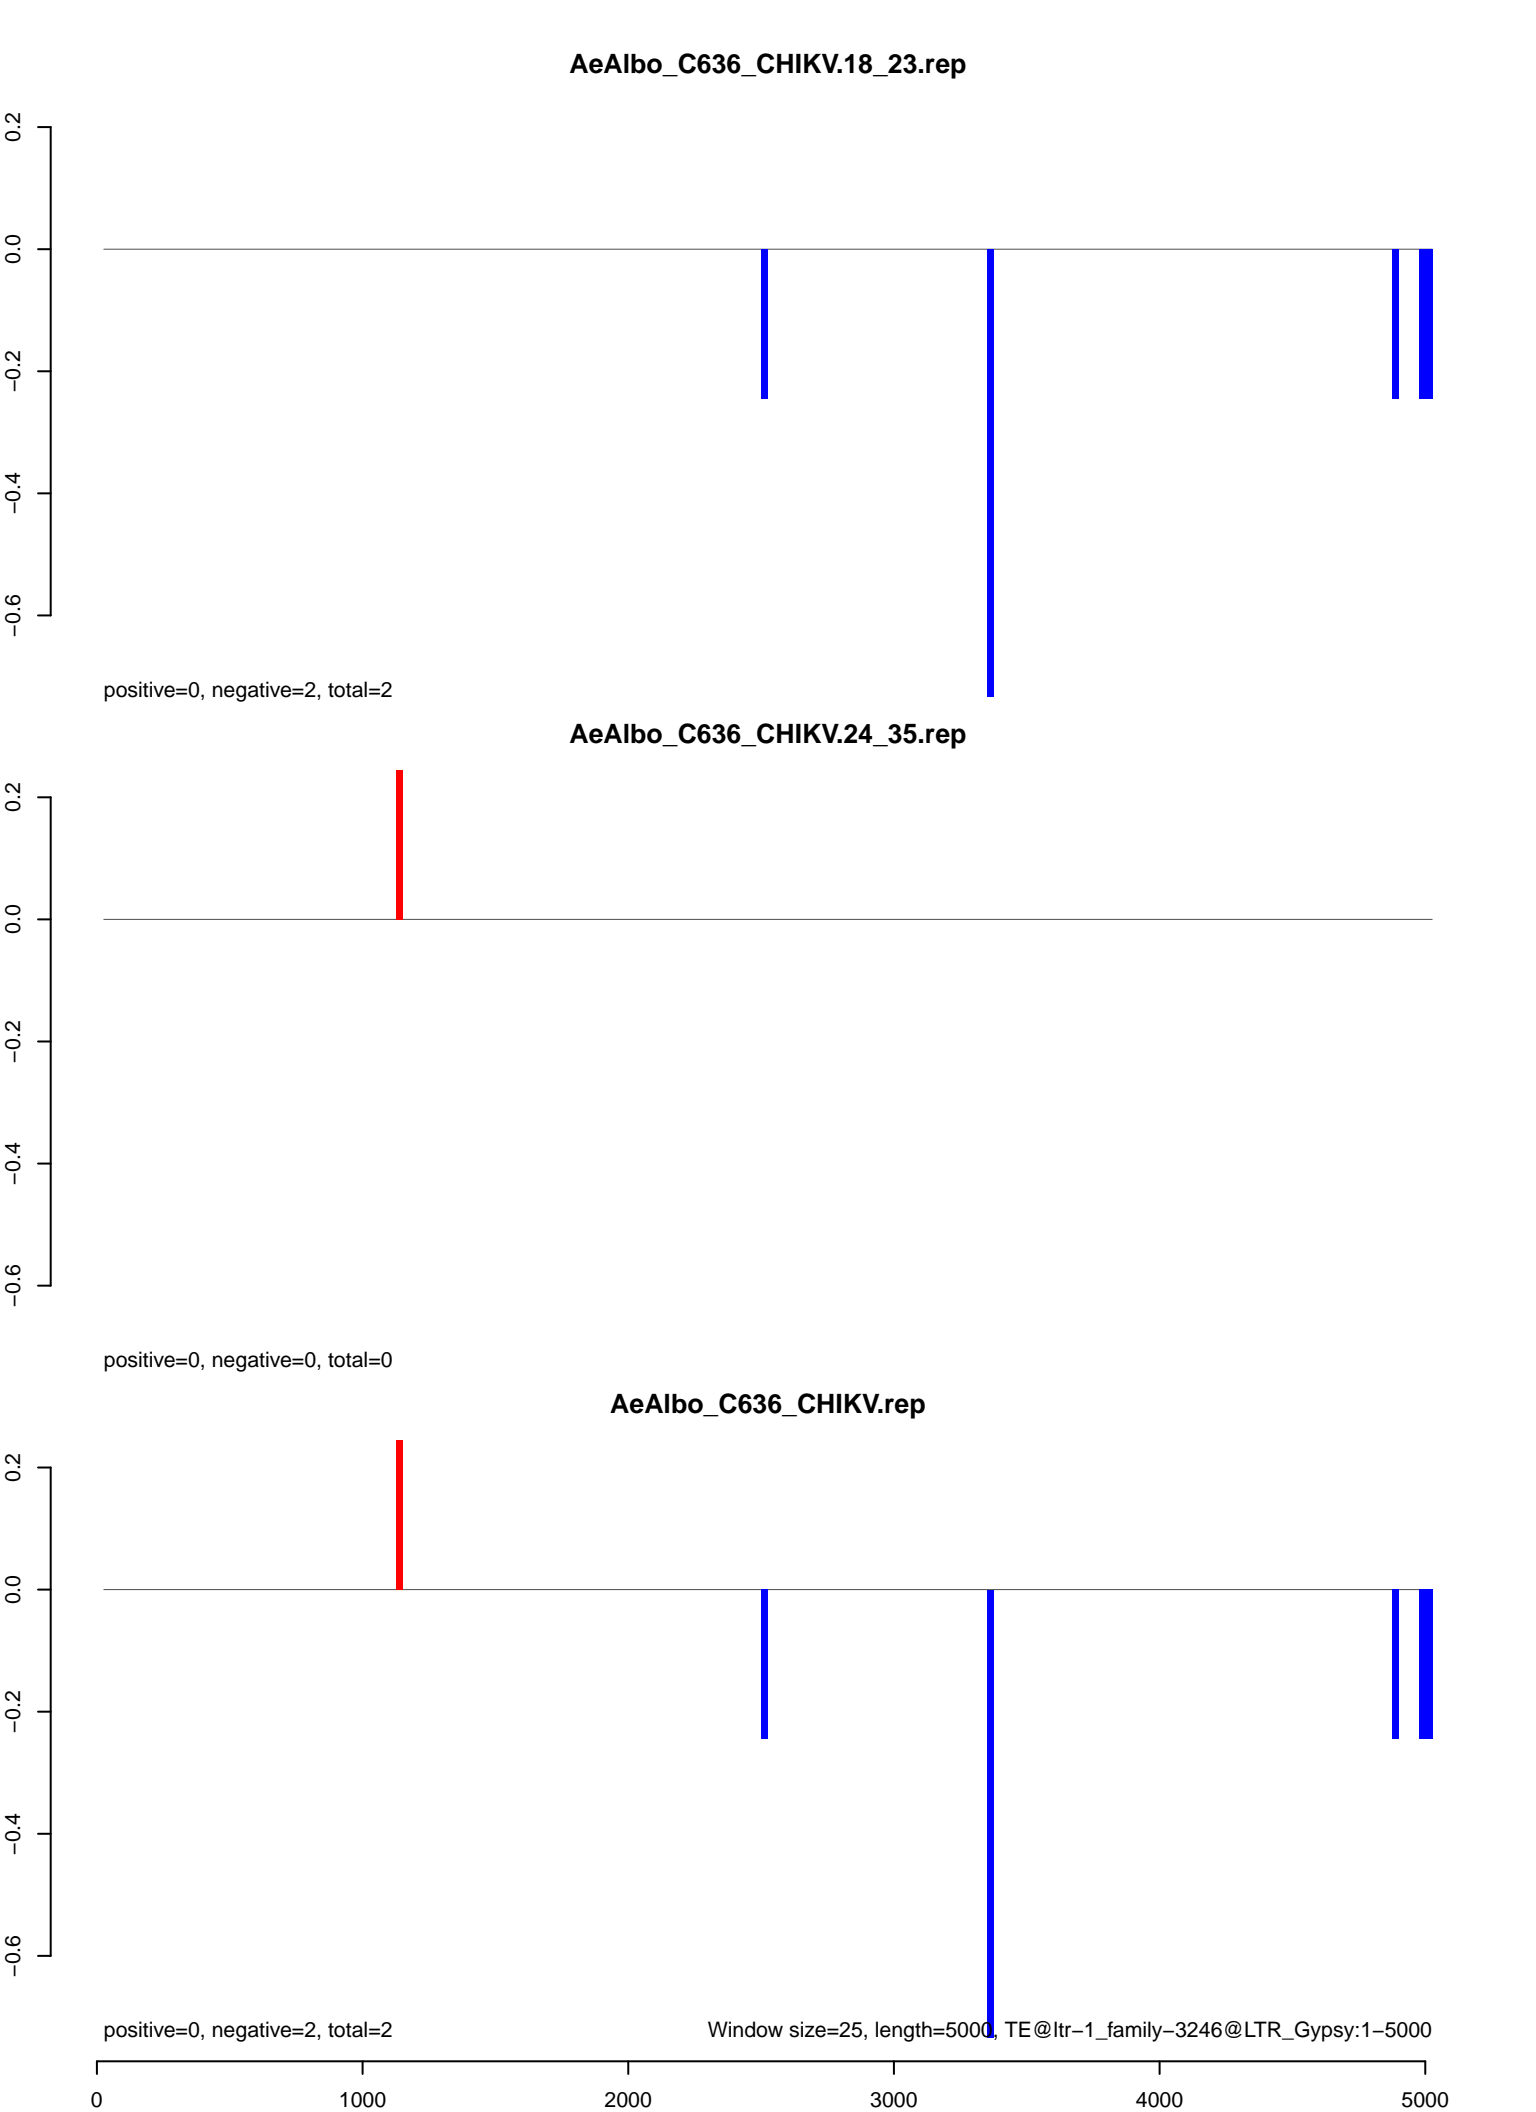 AeAlbo_C636_CHIKV.18_23.rep
0.2
0.0
−0.2
−0.4
−0.6
positive=0, negative=2, total=2
AeAlbo_C636_CHIKV.24_35.rep
0.2
0.0
−0.2
−0.4
−0.6
positive=0, negative=0, total=0
AeAlbo_C636_CHIKV.rep
0.2
0.0
−0.2
−0.4
−0.6
positive=0, negative=2, total=2
Window size=25, length=5000, TE@ltr−1_family−3246@LTR_Gypsy:1−5000
0 1000 2000 3000 4000 5000